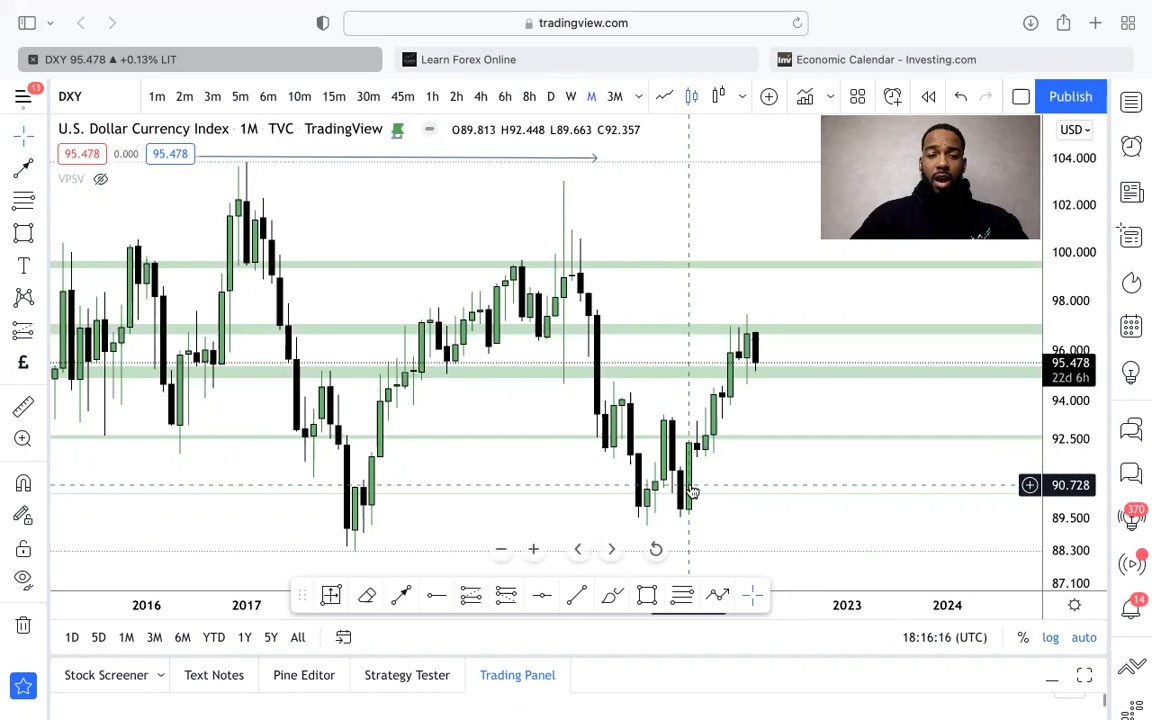 tradingview.com
DXY 95.478 ▲ +0.13% LIT
Learn Forex Online
Inv
Economic Calendar - Investing.com
13
DXY
1m 2m 3m 5m 6m 10m 15m 30m 45m 1h 2h 4h 6h 8h D W M 3M
Publish
U.S. Dollar Currency Index · 1M · TVC · TradingView
O89.813 H92.448 L89.663 C92.357
USD
95.478 0.000 95.478
VPSV
104.000
102.000
100.000
98.000
96.000
95.478
22d 6h
94.000
92.500
90.728
89.500
88.300
87.100
T
£
370
14
2016 2017 2023 2024
1D 5D 1M 3M 6M YTD 1Y 5Y All
18:16:16 (UTC) % log auto
Stock Screener Text Notes Pine Editor Strategy Tester Trading Panel